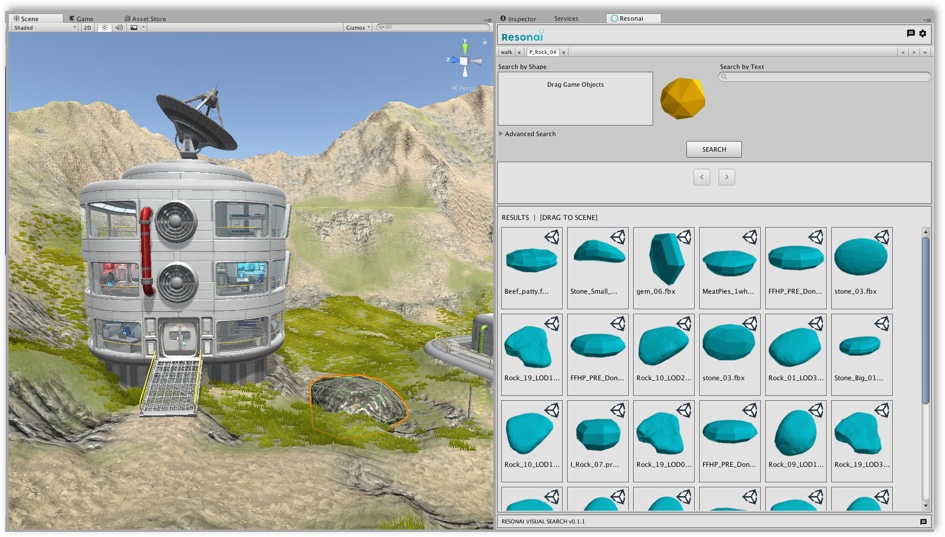 Scene
Game
Asset Store
Inspector
Services
Resonai
Shaded
2D
Gizmos
All
Resonai
walk x P_Rock_04 x
< > +
y
z
Persp
Search by Shape
Search by Text
Drag Game Objects
Advanced Search
SEARCH
< >
RESULTS | [DRAG TO SCENE]
Beef_patty.f...
Stone_Small_...
gem_06.fbx
MeatPies_1wh...
FFHP_PRE_Don...
stone_03.fbx
Rock_19_LOD1...
FFHP_PRE_Don...
Rock_10_LOD2...
stone_03.fbx
Rock_01_LOD3...
Stone_Big_01...
Rock_10_LOD1...
I_Rock_07.pr...
Rock_19_LOD0...
FFHP_PRE_Don...
Rock_09_LOD1...
Rock_19_LOD3...
RESONAI VISUAL SEARCH v0.1.1